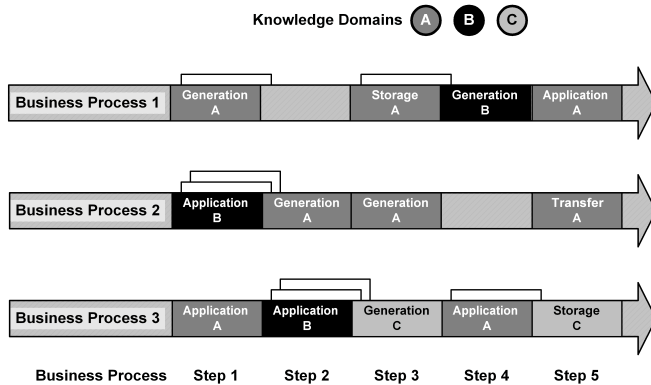 Knowledge Domains A B C
Business Process 1
Generation
A
Storage
A
Generation
B
Application
A
Business Process 2
Application
B
Generation
A
Generation
A
Transfer
A
Business Process 3
Application
A
Application
B
Generation
C
Application
A
Storage
C
Business Process Step 1 Step 2 Step 3 Step 4 Step 5